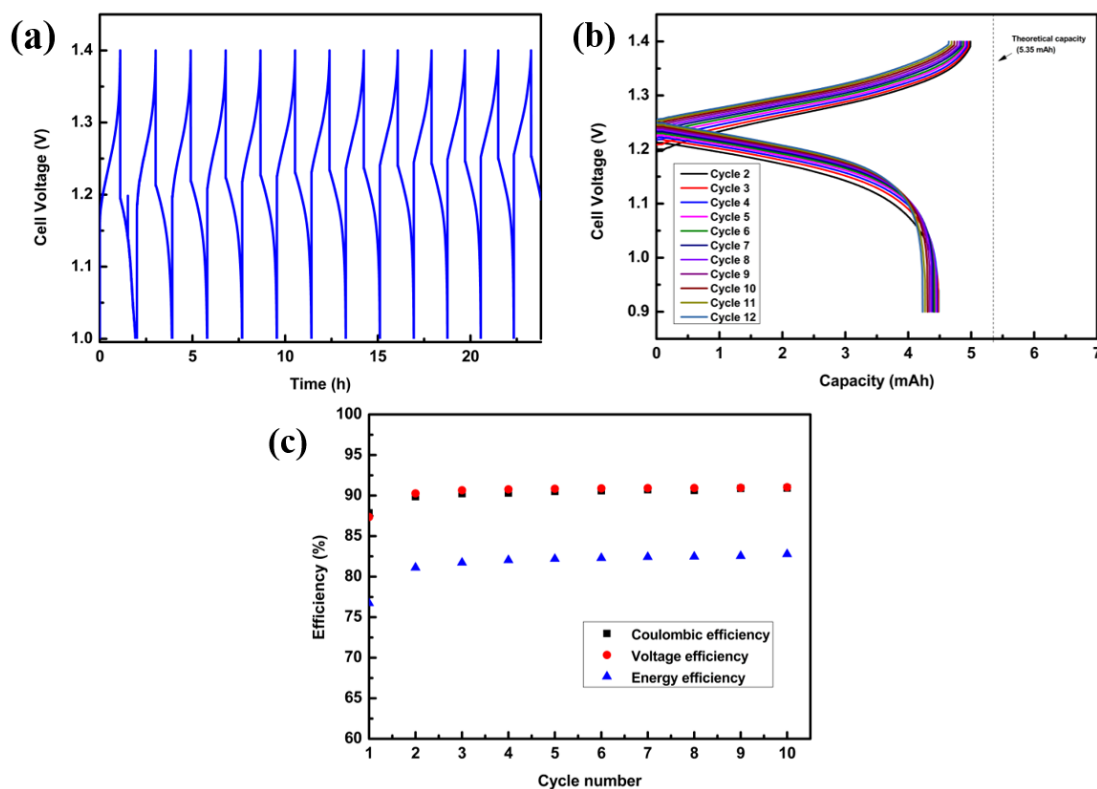 (a)
1.4
1.3
1.2
1.1
1.0
Cell Voltage (V)
0
5
10
15
20
Time (h)
(b)
1.4
1.3
1.2
1.1
1.0
0.9
Cell Voltage (V)
Theoretical capacity
(5.35 mAh)
Cycle 2
Cycle 3
Cycle 4
Cycle 5
Cycle 6
Cycle 7
Cycle 8
Cycle 9
Cycle 10
Cycle 11
Cycle 12
0
1
2
3
4
5
6
7
Capacity (mAh)
(c)
100
95
90
85
80
75
70
65
60
Efficiency (%)
Coulombic efficiency
Voltage efficiency
Energy efficiency
1
2
3
4
5
6
7
8
9
10
Cycle number